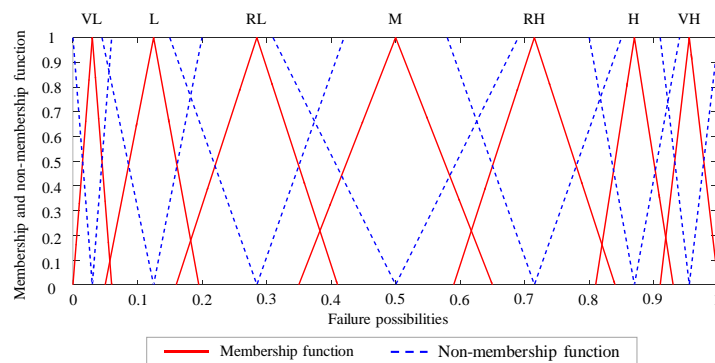 VL L RL M RH H VH
1
0.9
0.8
0.7
0.6
0.5
0.4
0.3
0.2
0.1
0
Membership and non-membership function
0 0.1 0.2 0.3 0.4 0.5 0.6 0.7 0.8 0.9
Failure possibilities
Membership function Non-membership function